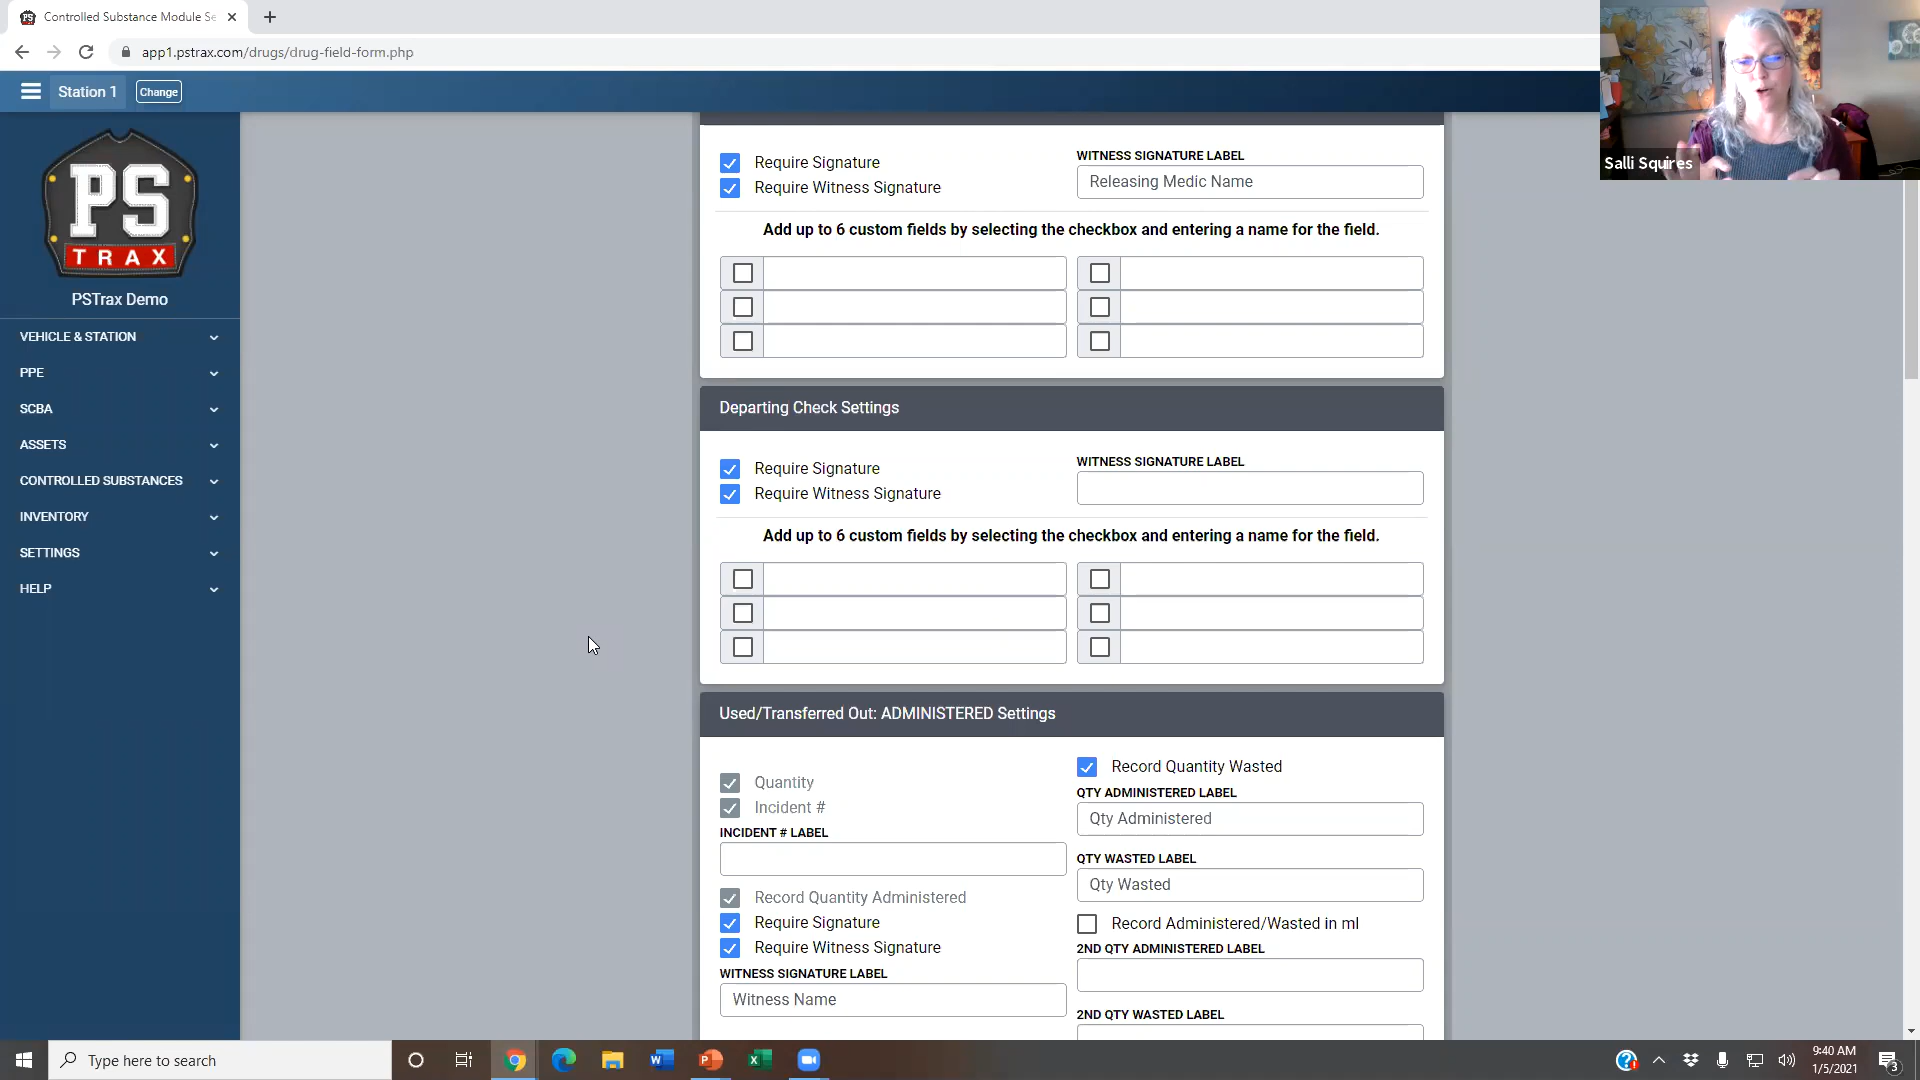 Controlled Substance Module Se
app1.pstrax.com/drugs/drug-field-form.php
Salli Squires
Station 1
Change
PS
TRAX
PSTrax Demo
VEHICLE & STATION
PPE
SCBA
ASSETS
CONTROLLED SUBSTANCES
INVENTORY
SETTINGS
HELP
Require Signature
Require Witness Signature
WITNESS SIGNATURE LABEL
Releasing Medic Name
Add up to 6 custom fields by selecting the checkbox and entering a name for the field.
Departing Check Settings
Require Signature
Require Witness Signature
WITNESS SIGNATURE LABEL
Add up to 6 custom fields by selecting the checkbox and entering a name for the field.
Used/Transferred Out: ADMINISTERED Settings
Quantity
Incident #
INCIDENT # LABEL
Record Quantity Administered
Require Signature
Require Witness Signature
WITNESS SIGNATURE LABEL
Witness Name
Record Quantity Wasted
QTY ADMINISTERED LABEL
Qty Administered
QTY WASTED LABEL
Qty Wasted
Record Administered/Wasted in ml
2ND QTY ADMINISTERED LABEL
2ND QTY WASTED LABEL
Type here to search
9:40 AM
1/5/2021
3